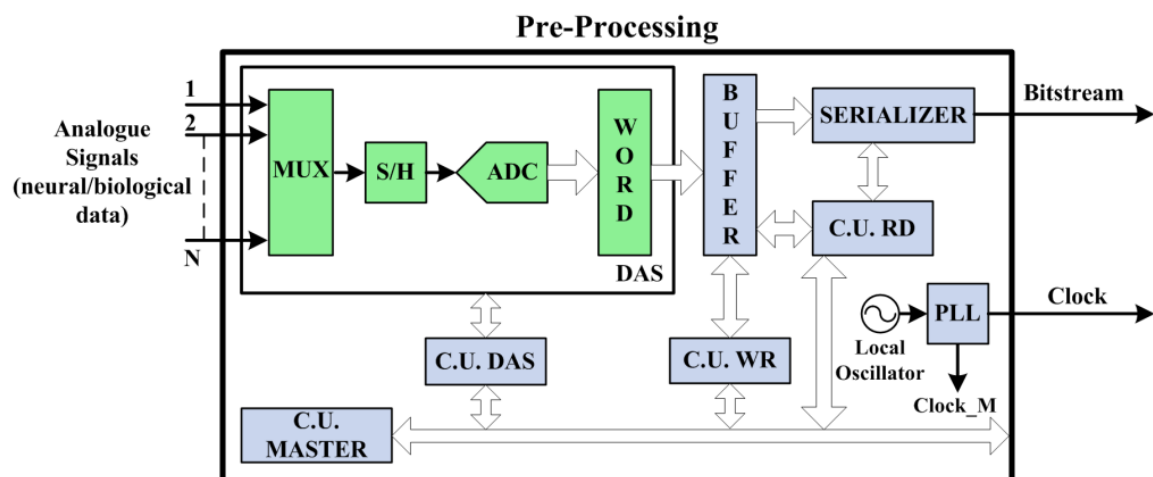 Pre-Processing
1
2
N
Analogue
Signals
(neural/biological
data)
MUX
S/H
ADC
W
O
R
D
DAS
B
U
F
F
E
R
SERIALIZER
Bitstream
C.U. RD
PLL
Clock
Local
Oscillator
Clock_M
C.U. DAS
C.U. WR
C.U.
MASTER